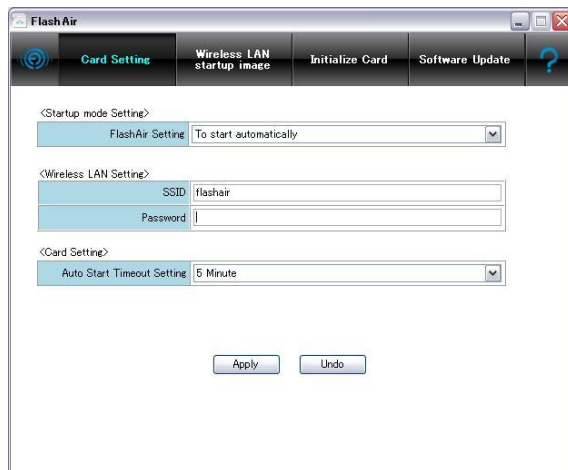 FlashAir
Card Setting
Wireless LAN
startup image
Initialize Card
Software Update
?
<Startup mode Setting>
FlashAir Setting To start automatically
<Wireless LAN Setting>
SSID flashair
Password
<Card Setting>
Auto Start Timeout Setting 5 Minute
Apply Undo